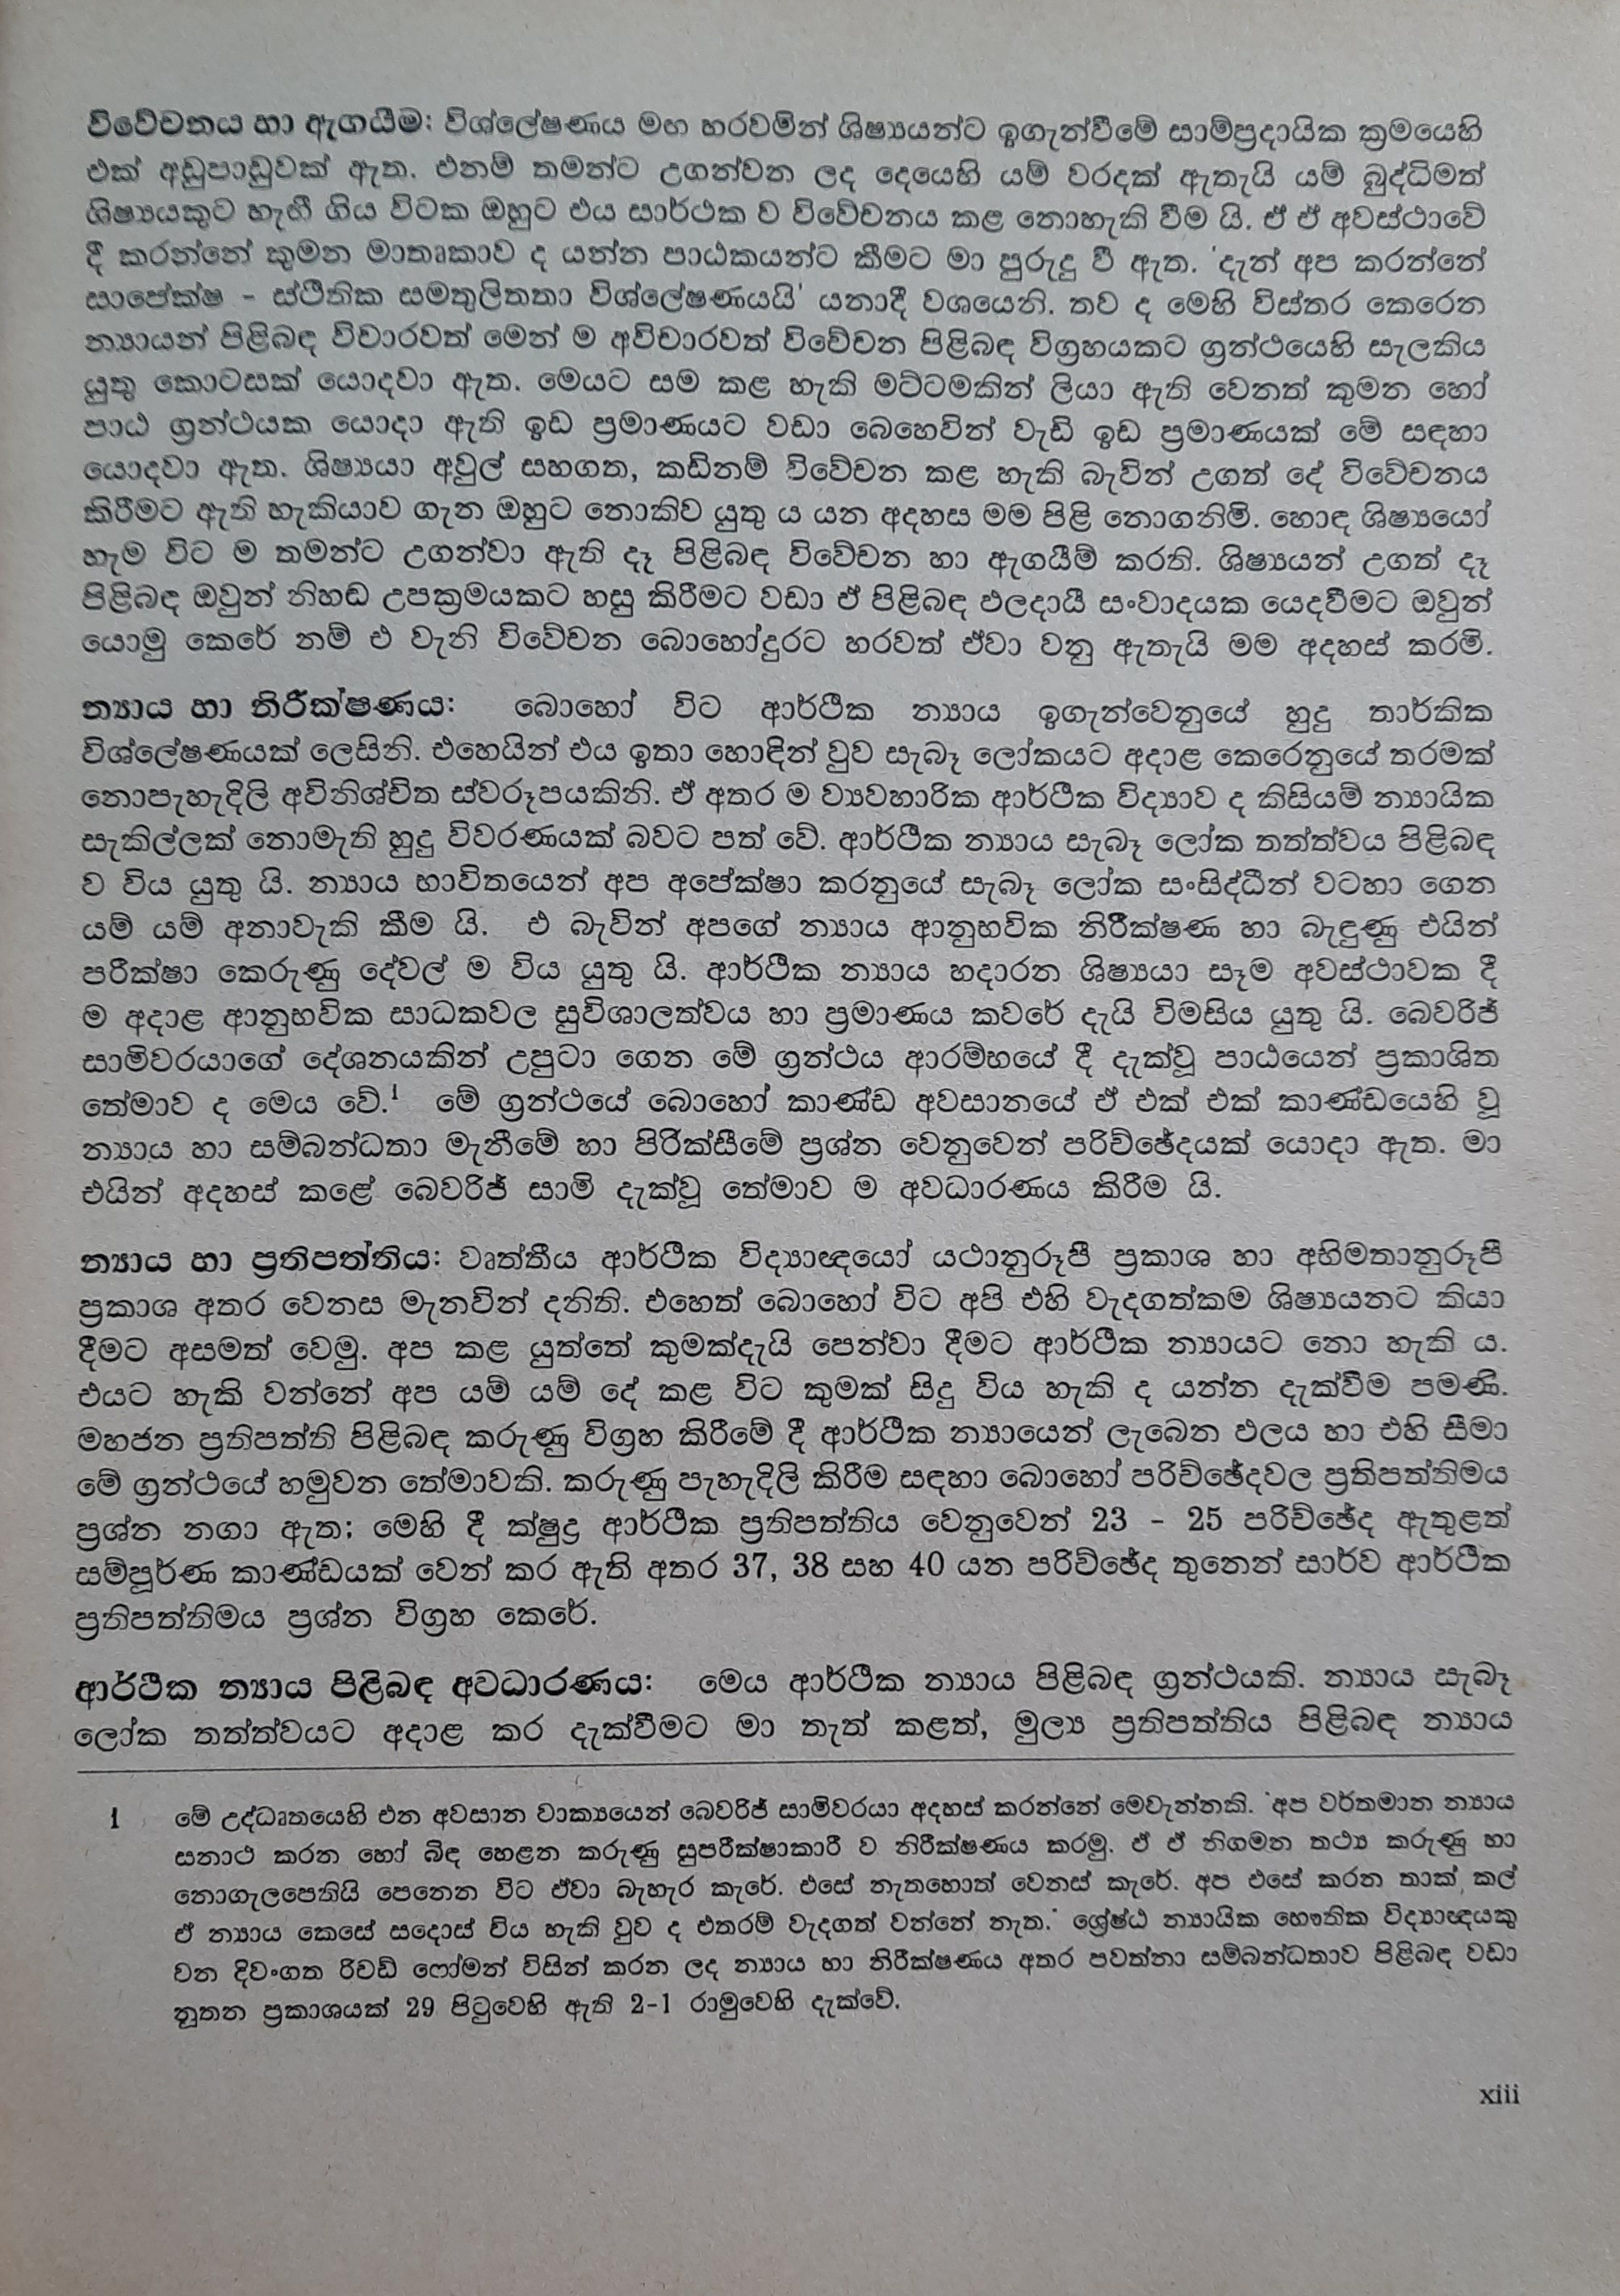 විවේචනය හා ඇගයීම: විශ්ලේෂණය මඟ හරවමින් ශිෂ්‍යයන්ට ඉගැන්වීමේ සාම්ප්‍රදායික ක්‍රමයෙහි
එක් අඩුපාඩුවක් ඇත. එනම් තමන්ට උගන්වන ලද දෙයෙහි යම් වරදක් ඇතැයි යම් බුද්ධිමත්
ශිෂ්‍යයකුට හැඟී ගිය විටක ඔහුට එය සාර්ථක ව විවේචනය කළ නොහැකි වීම යි. ඒ ඒ අවස්ථාවේ
දී කරන්නේ කුමන මාතෘකාව ද යන්න පාඨකයන්ට කීමට මා පුරුදු වී ඇත. 'දැන් අප කරන්නේ
සාපේක්ෂ – ස්ථිතික සමතුලිතතා විශ්ලේෂණයයි' යනාදී වශයෙනි. තව ද මෙහි විස්තර කෙරෙන
න්‍යායන් පිළිබඳ විචාරවත් මෙන් ම අවිචාරවත් විවේචන පිළිබඳ විග්‍රහයකට ග්‍රන්ථයෙහි සැලකිය
යුතු කොටසක් යොදවා ඇත. මෙයට සම කළ හැකි මට්ටමකින් ලියා ඇති වෙනත් කුමන හෝ
පාඨ ග්‍රන්ථයක යොදා ඇති ඉඩ ප්‍රමාණයට වඩා බෙහෙවින් වැඩි ඉඩ ප්‍රමාණයක් මේ සඳහා
යොදවා ඇත. ශිෂ්‍යයා අවුල් සහගත, කඩිනම් විවේචන කළ හැකි බැවින් උගත් දේ විවේචනය
කිරීමට ඇති හැකියාව ගැන ඔහුට නොකිව යුතු ය යන අදහස මම පිළි නොගනිමි. හොඳ ශිෂ්‍යයෝ
හැම විට ම තමන්ට උගන්වා ඇති දෑ පිළිබඳ විවේචන හා ඇගයීම් කරති. ශිෂ්‍යයන් උගත් දෑ
පිළිබඳ ඔවුන් නිහඬ උපක්‍රමයකට හසු කිරීමට වඩා ඒ පිළිබඳ ඵලදායී සංවාදයක යෙදවීමට ඔවුන්
යොමු කෙරේ නම් එ වැනි විවේචන බොහෝදුරට හරවත් ඒවා වනු ඇතැයි මම අදහස් කරමි.
න්‍යාය හා නිරීක්ෂණය: බොහෝ විට ආර්ථික න්‍යාය ඉගැන්වෙනුයේ හුදු තාර්කික
විශ්ලේෂණයක් ලෙසිනි. එහෙයින් එය ඉතා හොඳින් වුව සැබෑ ලෝකයට අදාළ කෙරෙනුයේ තරමක්
නොපැහැදිලි අවිනිශ්චිත ස්වරූපයකිනි. ඒ අතර ම ව්‍යවහාරික ආර්ථික විද්‍යාව ද කිසියම් න්‍යායික
සැකිල්ලක් නොමැති හුදු විවරණයක් බවට පත් වේ. ආර්ථික න්‍යාය සැබෑ ලෝක තත්ත්වය පිළිබඳ
ව විය යුතු යි. න්‍යාය භාවිතයෙන් අප අපේක්ෂා කරනුයේ සැබෑ ලෝක සංසිද්ධීන් වටහා ගෙන
යම් යම් අනාවැකි කීම යි. එ බැවින් අපගේ න්‍යාය ආනුභවික නිරීක්ෂණ හා බැඳුණු එයින්
පරීක්ෂා කෙරුණු දේවල් ම විය යුතු යි. ආර්ථික න්‍යාය හදාරන ශිෂ්‍යයා සෑම අවස්ථාවක දී
ම අදාළ ආනුභවික සාධකවල සුවිශාලත්වය හා ප්‍රමාණය කවරේ දැයි විමසිය යුතු යි. බෙවරිජ්
සාමිවරයාගේ දේශනයකින් උපුටා ගෙන මේ ග්‍රන්ථය ආරම්භයේ දී දැක්වූ පාඨයෙන් ප්‍රකාශිත
තේමාව ද මෙය වේ.¹ මේ ග්‍රන්ථයේ බොහෝ කාණ්ඩ අවසානයේ ඒ එක් එක් කාණ්ඩයෙහි වූ
න්‍යාය හා සම්බන්ධතා මැනීමේ හා පිරික්සීමේ ප්‍රශ්න වෙනුවෙන් පරිච්ඡේදයක් යොදා ඇත. මා
එයින් අදහස් කළේ බෙවරිජ් සාමි දැක්වූ තේමාව ම අවධාරණය කිරීම යි.
න්‍යාය හා ප්‍රතිපත්තිය: වෘත්තීය ආර්ථික විද්‍යාඥයෝ යථානුරූපී ප්‍රකාශ හා අභිමතානුරූපී
ප්‍රකාශ අතර වෙනස මැනවින් දනිති. එහෙත් බොහෝ විට අපි එහි වැදගත්කම ශිෂ්‍යයනට කියා
දීමට අසමත් වෙමු. අප කළ යුත්තේ කුමක්දැයි පෙන්වා දීමට ආර්ථික න්‍යායට නො හැකි ය.
එයට හැකි වන්නේ අප යම් යම් දේ කළ විට කුමක් සිදු විය හැකි ද යන්න දැක්වීම පමණි.
මහජන ප්‍රතිපත්ති පිළිබඳ කරුණු විග්‍රහ කිරීමේ දී ආර්ථික න්‍යායෙන් ලැබෙන ඵලය හා එහි සීමා
මේ ග්‍රන්ථයේ හමුවන තේමාවකි. කරුණු පැහැදිලි කිරීම සඳහා බොහෝ පරිච්ඡේදවල ප්‍රතිපත්තිමය
ප්‍රශ්න නගා ඇත; මෙහි දී ක්ෂුද්‍ර ආර්ථික ප්‍රතිපත්තිය වෙනුවෙන් 23 – 25 පරිච්ඡේද ඇතුළත්
සම්පූර්ණ කාණ්ඩයක් වෙන් කර ඇති අතර 37, 38 සහ 40 යන පරිච්ඡේද තුනෙන් සාර්ව ආර්ථික
ප්‍රතිපත්තිමය ප්‍රශ්න විග්‍රහ කෙරේ.
ආර්ථික න්‍යාය පිළිබඳ අවධාරණය: මෙය ආර්ථික න්‍යාය පිළිබඳ ග්‍රන්ථයකි. න්‍යාය සැබෑ
ලෝක තත්ත්වයට අදාළ කර දැක්වීමට මා තැත් කළත්, මුල්‍ය ප්‍රතිපත්තිය පිළිබඳ න්‍යාය
1 මේ උද්ධෘතයෙහි එන අවසාන වාක්‍යයෙන් බෙවරිජ් සාමිවරයා අදහස් කරන්නේ මෙවැන්නකි. 'අප වර්තමාන න්‍යාය
සනාථ කරන හෝ බිඳ හෙළන කරුණු සුපරීක්ෂාකාරී ව නිරීක්ෂණය කරමු. ඒ ඒ නිගමන තථ්‍ය කරුණු හා
නොගැලපෙතියි පෙනෙන විට ඒවා බැහැර කැරේ. එසේ නැතහොත් වෙනස් කැරේ. අප එසේ කරන තාක් කල්
ඒ න්‍යාය කෙසේ සදොස් විය හැකි වුව ද එතරම් වැදගත් වන්නේ නැත.' ශ්‍රේෂ්ඨ න්‍යායික භෞතික විද්‍යාඥයකු
වන දිවංගත රිචඩ් ෆෝමන් විසින් කරන ලද න්‍යාය හා නිරීක්ෂණය අතර පවත්නා සම්බන්ධතාව පිළිබඳ වඩා
නූතන ප්‍රකාශයක් 29 පිටුවෙහි ඇති 2-1 රාමුවෙහි දැක්වේ.
xiii